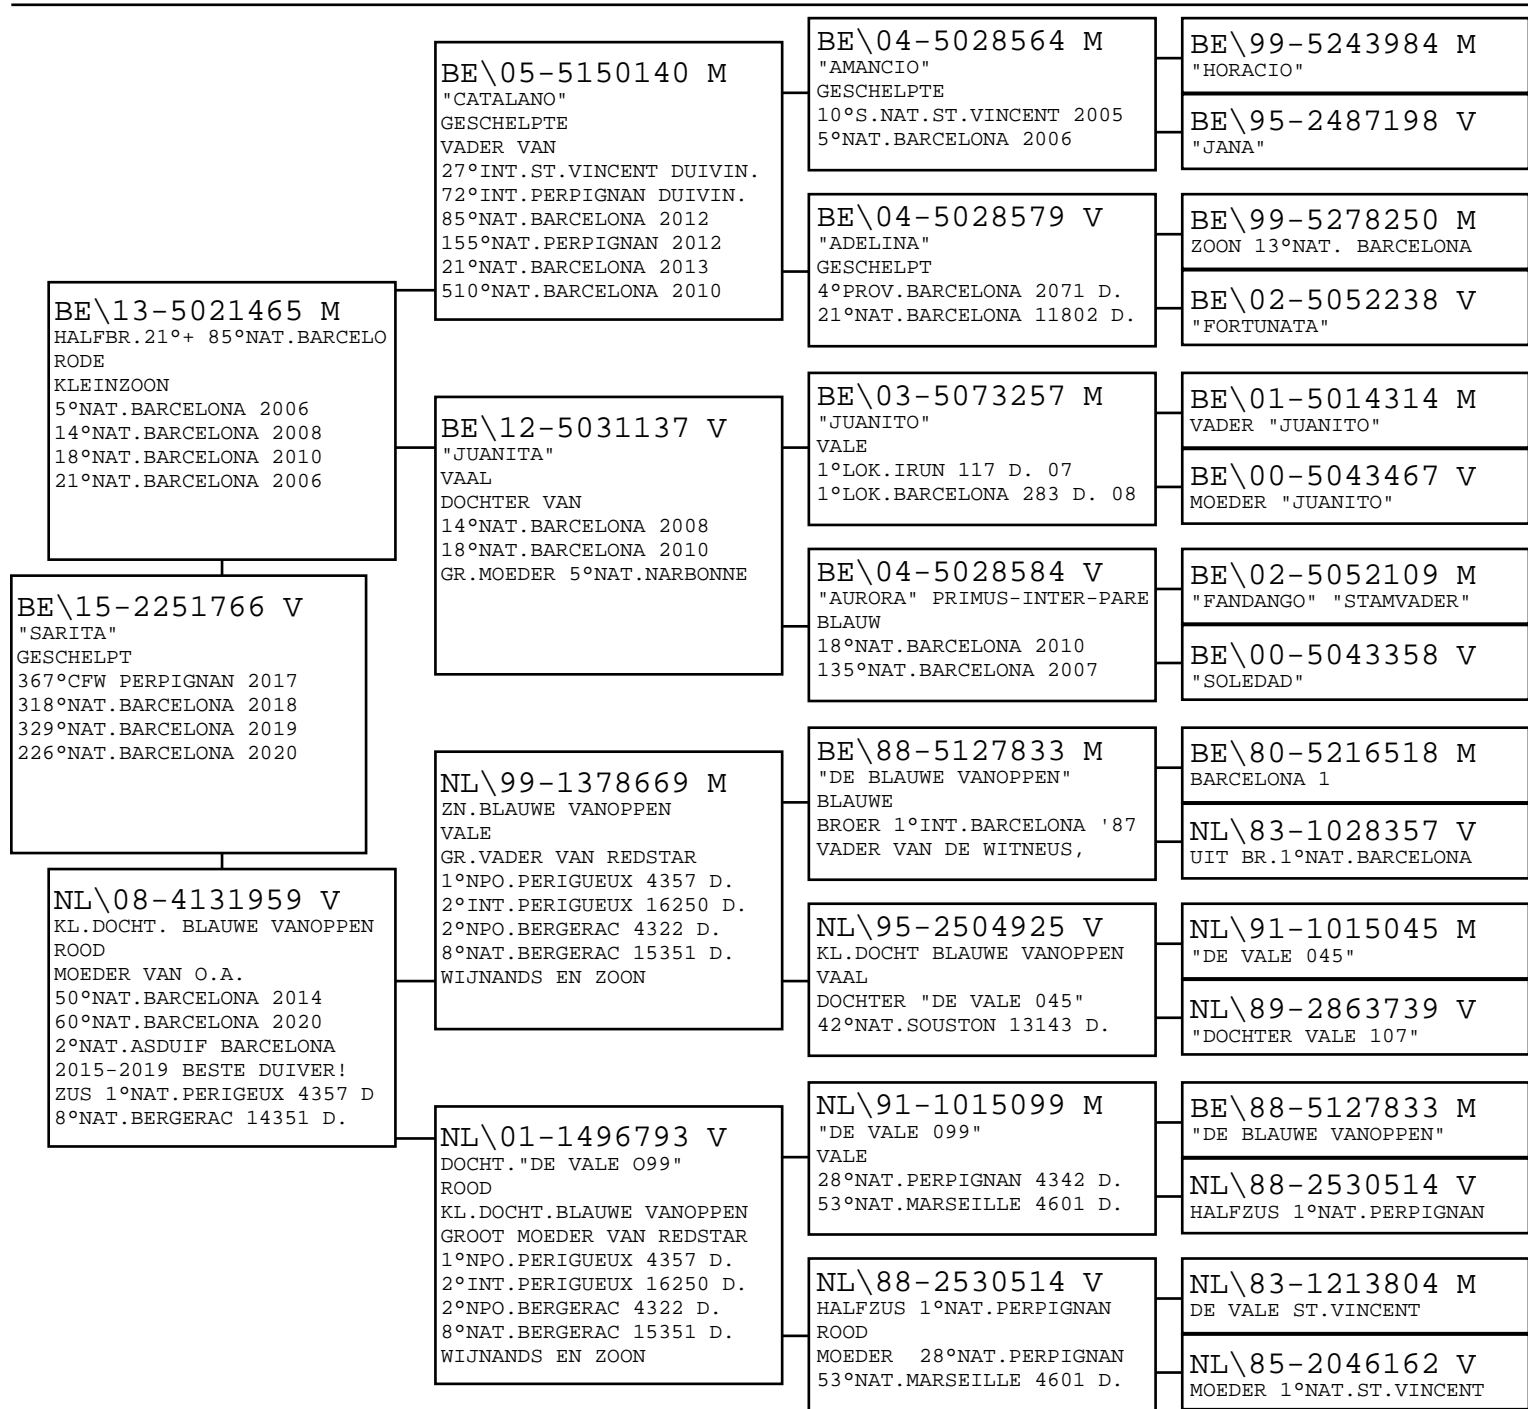 BE\15-2251766 V
"SARITA"
GESCHELPT
367°CFW PERPIGNAN 2017
318°NAT.BARCELONA 2018
329°NAT.BARCELONA 2019
226°NAT.BARCELONA 2020
BE\13-5021465 M
HALFBR.21°+ 85°NAT.BARCELO
RODE
KLEINZOON
5°NAT.BARCELONA 2006
14°NAT.BARCELONA 2008
18°NAT.BARCELONA 2010
21°NAT.BARCELONA 2006
NL\08-4131959 V
KL.DOCHT. BLAUWE VANOPPEN
ROOD
MOEDER VAN O.A.
50°NAT.BARCELONA 2014
60°NAT.BARCELONA 2020
2°NAT.ASDUIF BARCELONA
2015-2019 BESTE DUIVER!
ZUS 1°NAT.PERIGEUX 4357 D
8°NAT.BERGERAC 14351 D.
BE\05-5150140 M
"CATALANO"
GESCHELPTE
VADER VAN
27°INT.ST.VINCENT DUIVIN.
72°INT.PERPIGNAN DUIVIN.
85°NAT.BARCELONA 2012
155°NAT.PERPIGNAN 2012
21°NAT.BARCELONA 2013
510°NAT.BARCELONA 2010
BE\12-5031137 V
"JUANITA"
VAAL
DOCHTER VAN
14°NAT.BARCELONA 2008
18°NAT.BARCELONA 2010
GR.MOEDER 5°NAT.NARBONNE
NL\99-1378669 M
ZN.BLAUWE VANOPPEN
VALE
GR.VADER VAN REDSTAR
1°NPO.PERIGUEUX 4357 D.
2°INT.PERIGUEUX 16250 D.
2°NPO.BERGERAC 4322 D.
8°NAT.BERGERAC 15351 D.
WIJNANDS EN ZOON
NL\01-1496793 V
DOCHT."DE VALE O99"
ROOD
KL.DOCHT.BLAUWE VANOPPEN
GROOT MOEDER VAN REDSTAR
1°NPO.PERIGUEUX 4357 D.
2°INT.PERIGUEUX 16250 D.
2°NPO.BERGERAC 4322 D.
8°NAT.BERGERAC 15351 D.
WIJNANDS EN ZOON
BE\04-5028564 M
"AMANCIO"
GESCHELPTE
10°S.NAT.ST.VINCENT 2005
5°NAT.BARCELONA 2006
BE\04-5028579 V
"ADELINA"
GESCHELPT
4°PROV.BARCELONA 2071 D.
21°NAT.BARCELONA 11802 D.
BE\03-5073257 M
"JUANITO"
VALE
1°LOK.IRUN 117 D. 07
1°LOK.BARCELONA 283 D. 08
BE\04-5028584 V
"AURORA" PRIMUS-INTER-PARE
BLAUW
18°NAT.BARCELONA 2010
135°NAT.BARCELONA 2007
BE\88-5127833 M
"DE BLAUWE VANOPPEN"
BLAUWE
BROER 1°INT.BARCELONA '87
VADER VAN DE WITNEUS,
NL\95-2504925 V
KL.DOCHT BLAUWE VANOPPEN
VAAL
DOCHTER "DE VALE 045"
42°NAT.SOUSTON 13143 D.
NL\91-1015099 M
"DE VALE 099"
VALE
28°NAT.PERPIGNAN 4342 D.
53°NAT.MARSEILLE 4601 D.
NL\88-2530514 V
HALFZUS 1°NAT.PERPIGNAN
ROOD
MOEDER  28°NAT.PERPIGNAN
53°NAT.MARSEILLE 4601 D.
BE\99-5243984 M
"HORACIO"
BE\95-2487198 V
"JANA"
BE\99-5278250 M
ZOON 13°NAT. BARCELONA
BE\02-5052238 V
"FORTUNATA"
BE\01-5014314 M
VADER "JUANITO"
BE\00-5043467 V
MOEDER "JUANITO"
BE\02-5052109 M
"FANDANGO" "STAMVADER"
BE\00-5043358 V
"SOLEDAD"
BE\80-5216518 M
BARCELONA 1
NL\83-1028357 V
UIT BR.1°NAT.BARCELONA
NL\91-1015045 M
"DE VALE 045"
NL\89-2863739 V
"DOCHTER VALE 107"
BE\88-5127833 M
"DE BLAUWE VANOPPEN"
NL\88-2530514 V
HALFZUS 1°NAT.PERPIGNAN
NL\83-1213804 M
DE VALE ST.VINCENT
NL\85-2046162 V
MOEDER 1°NAT.ST.VINCENT